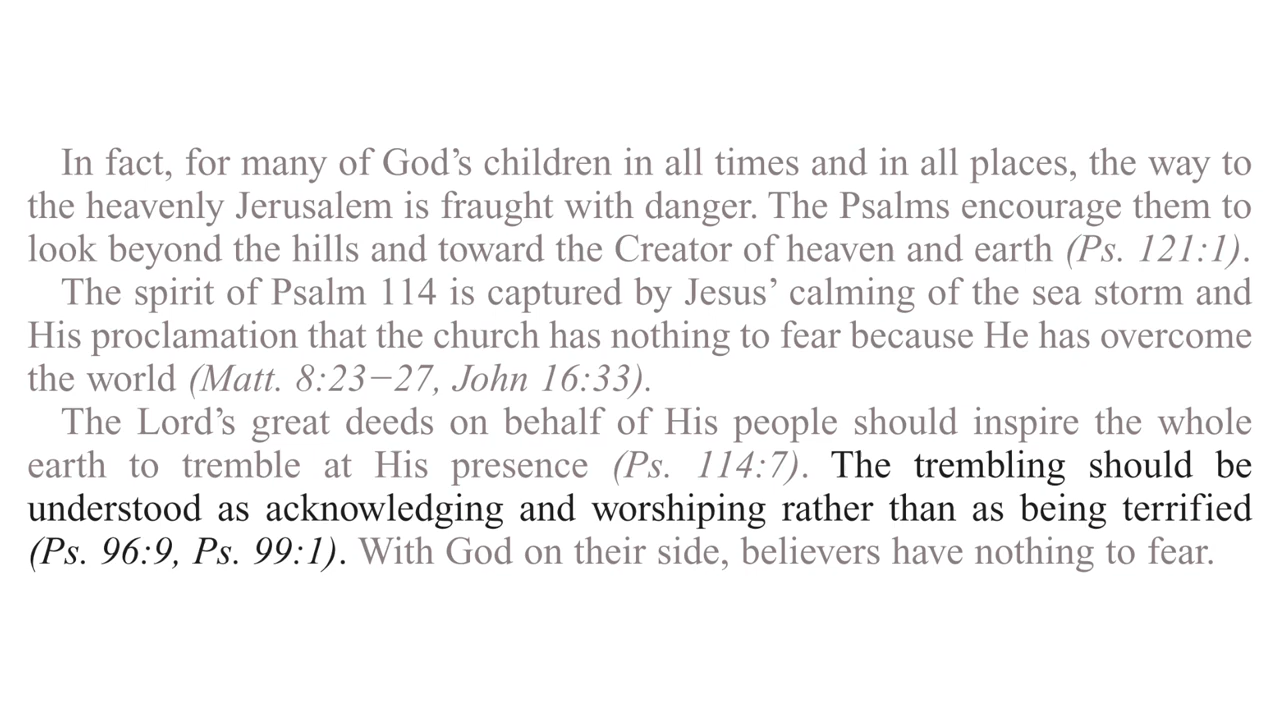 In fact, for many of God’s children in all times and in all places, the way to
the heavenly Jerusalem is fraught with danger. The Psalms encourage them to
look beyond the hills and toward the Creator of heaven and earth (Ps. 121:1).
The spirit of Psalm 114 is captured by Jesus’ calming of the sea storm and
His proclamation that the church has nothing to fear because He has overcome
the world (Matt. 8:23−27, John 16:33).
The Lord’s great deeds on behalf of His people should inspire the whole
earth to tremble at His presence (Ps. 114:7). The trembling should be
understood as acknowledging and worshiping rather than as being terrified
(Ps. 96:9, Ps. 99:1). With God on their side, believers have nothing to fear.